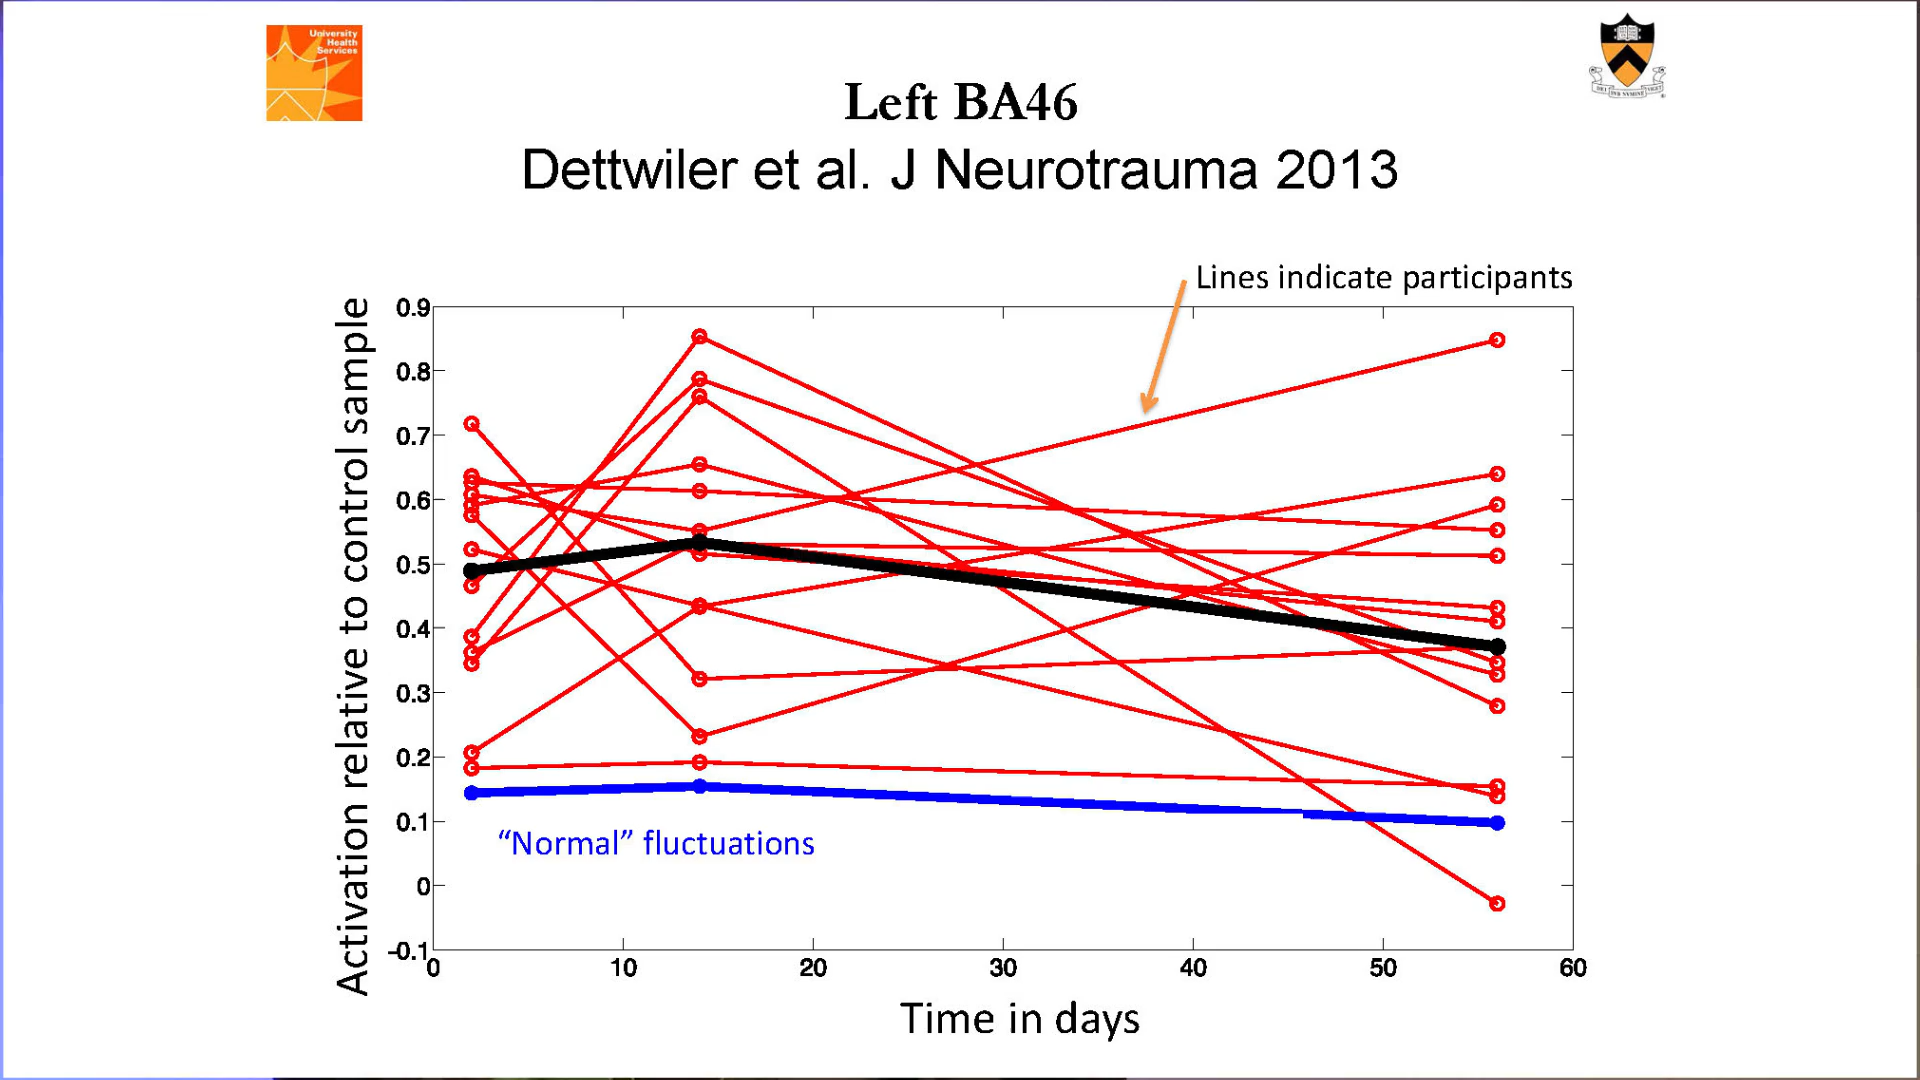 University
Health
Services
Left BA46
Dettwiler et al. J Neurotrauma 2013
Lines indicate participants
Activation relative to control sample
0.9
0.8
0.7
0.6
0.5
0.4
0.3
0.2
0.1
0
-0.1
"Normal" fluctuations
0 10 20 30 40 50 60
Time in days